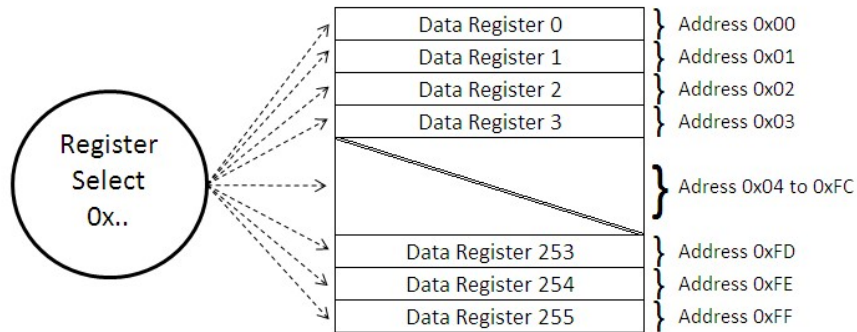 Register
Select
0x..
Data Register 0
Address 0x00
Data Register 1
Address 0x01
Data Register 2
Address 0x02
Data Register 3
Address 0x03
Adress 0x04 to 0xFC
Data Register 253
Address 0xFD
Data Register 254
Address 0xFE
Data Register 255
Address 0xFF